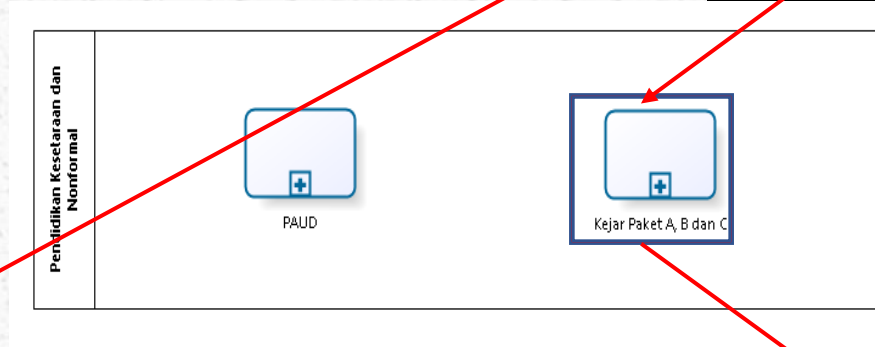 Pendidikan Kesetaraan dan
Nonformal
PAUD
Kejar Paket A, B dan C